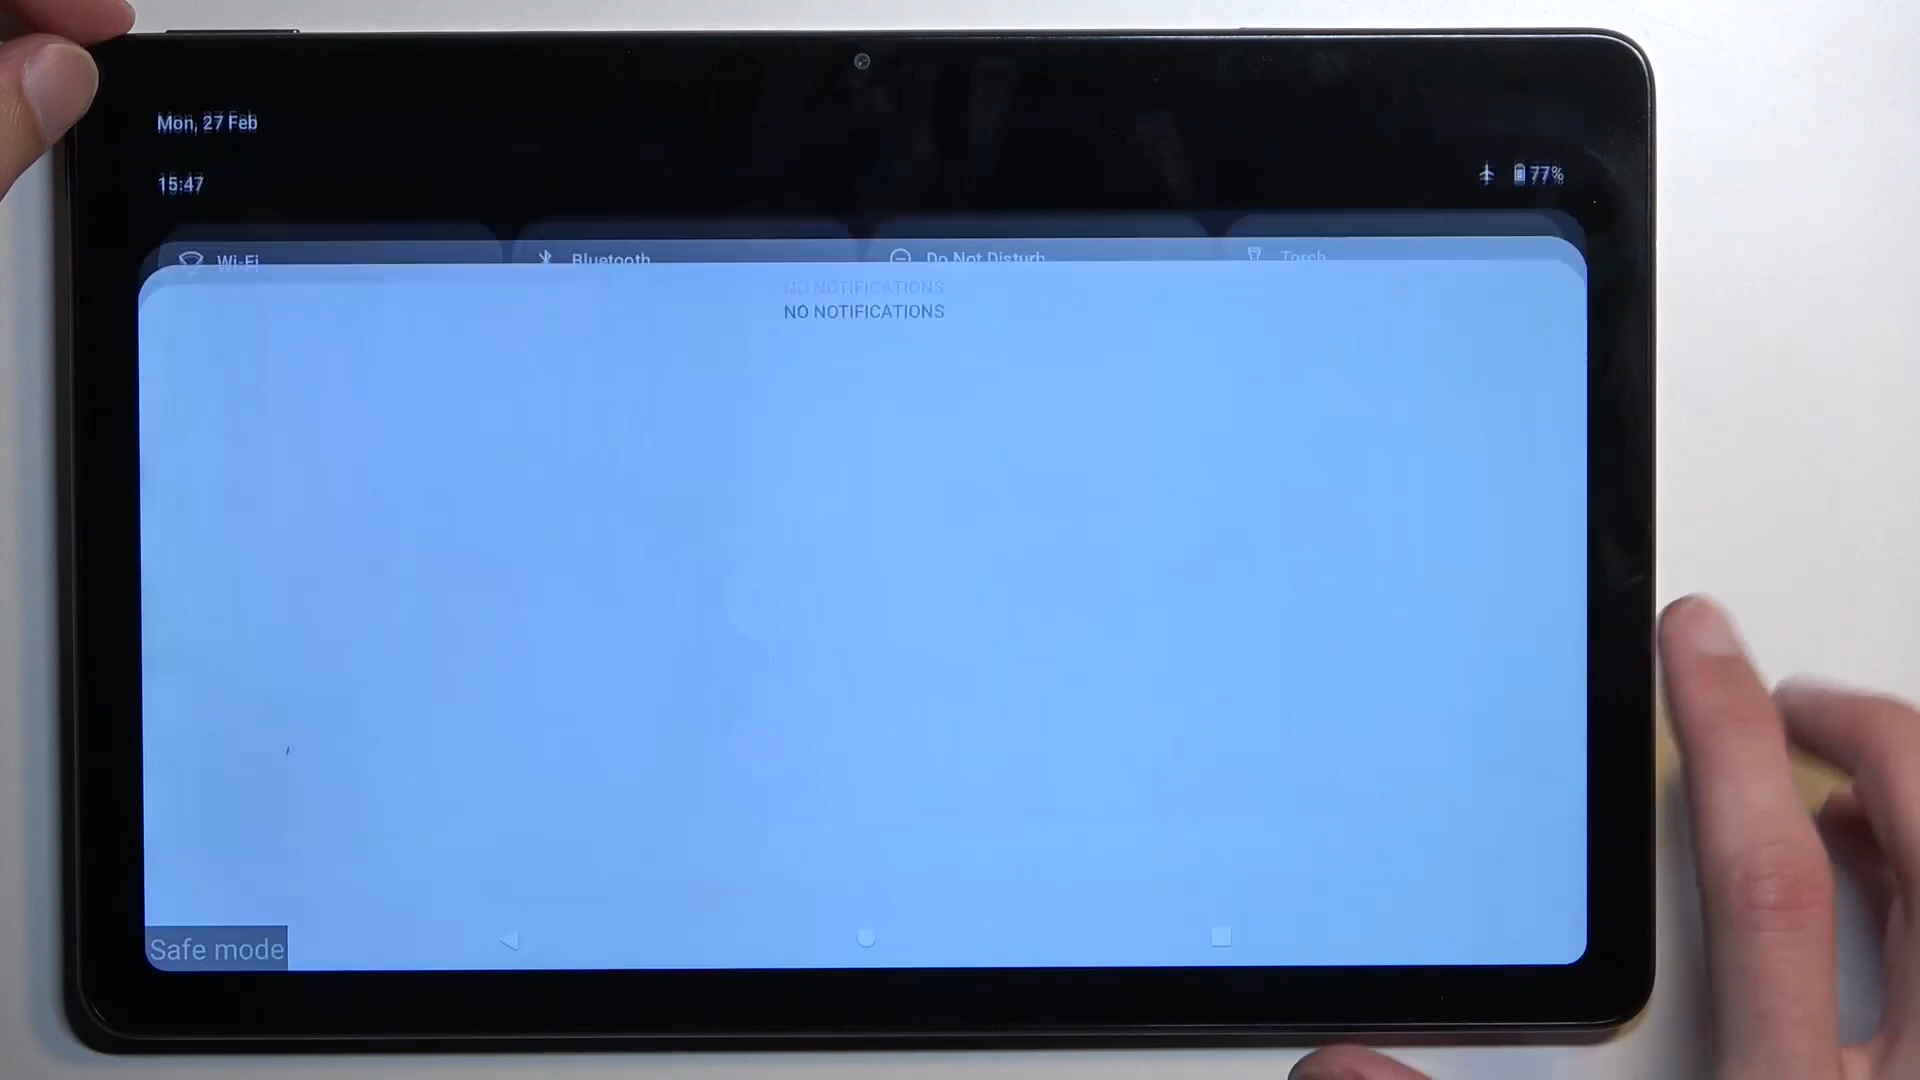 Mon, 27 Feb
15:47
77%
Wi-Fi
Bluetooth
Do Not Disturb
Torch
NO NOTIFICATIONS
NO NOTIFICATIONS
Safe mode